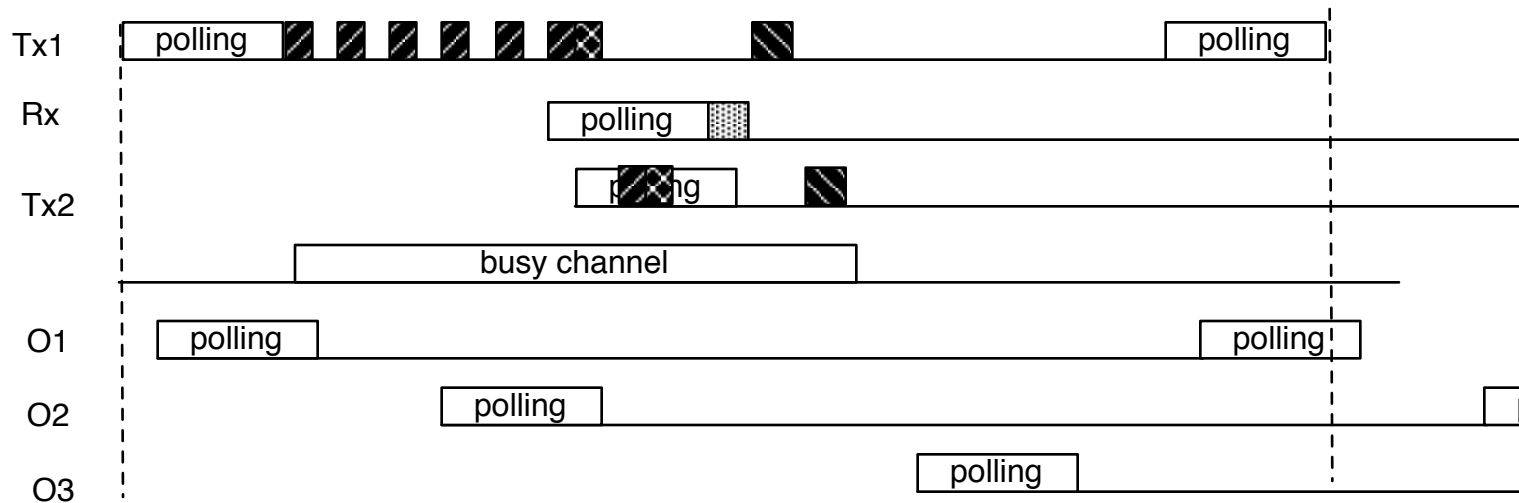 Tx1 polling polling
Rx polling
Tx2
busy channel
O1 polling polling
O2 polling
O3 polling